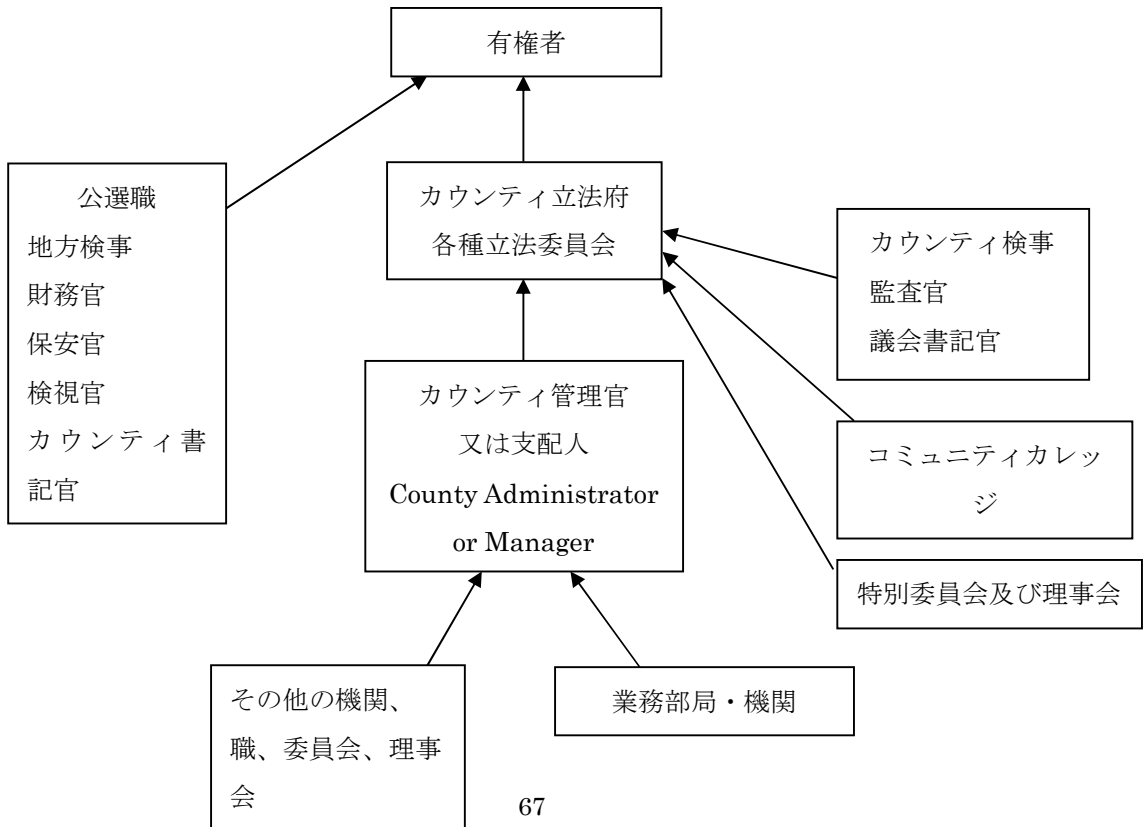 有権者
公選職
地方検事
財務官
保安官
検視官
カウンティ書
記官
カウンティ立法府
各種立法委員会
カウンティ検事
監査官
議会書記官
カウンティ管理官
又は支配人
County Administrator
or Manager
コミュニティカレッ
ジ
特別委員会及び理事会
その他の機関、
職、委員会、理事
会
業務部局・機関
67